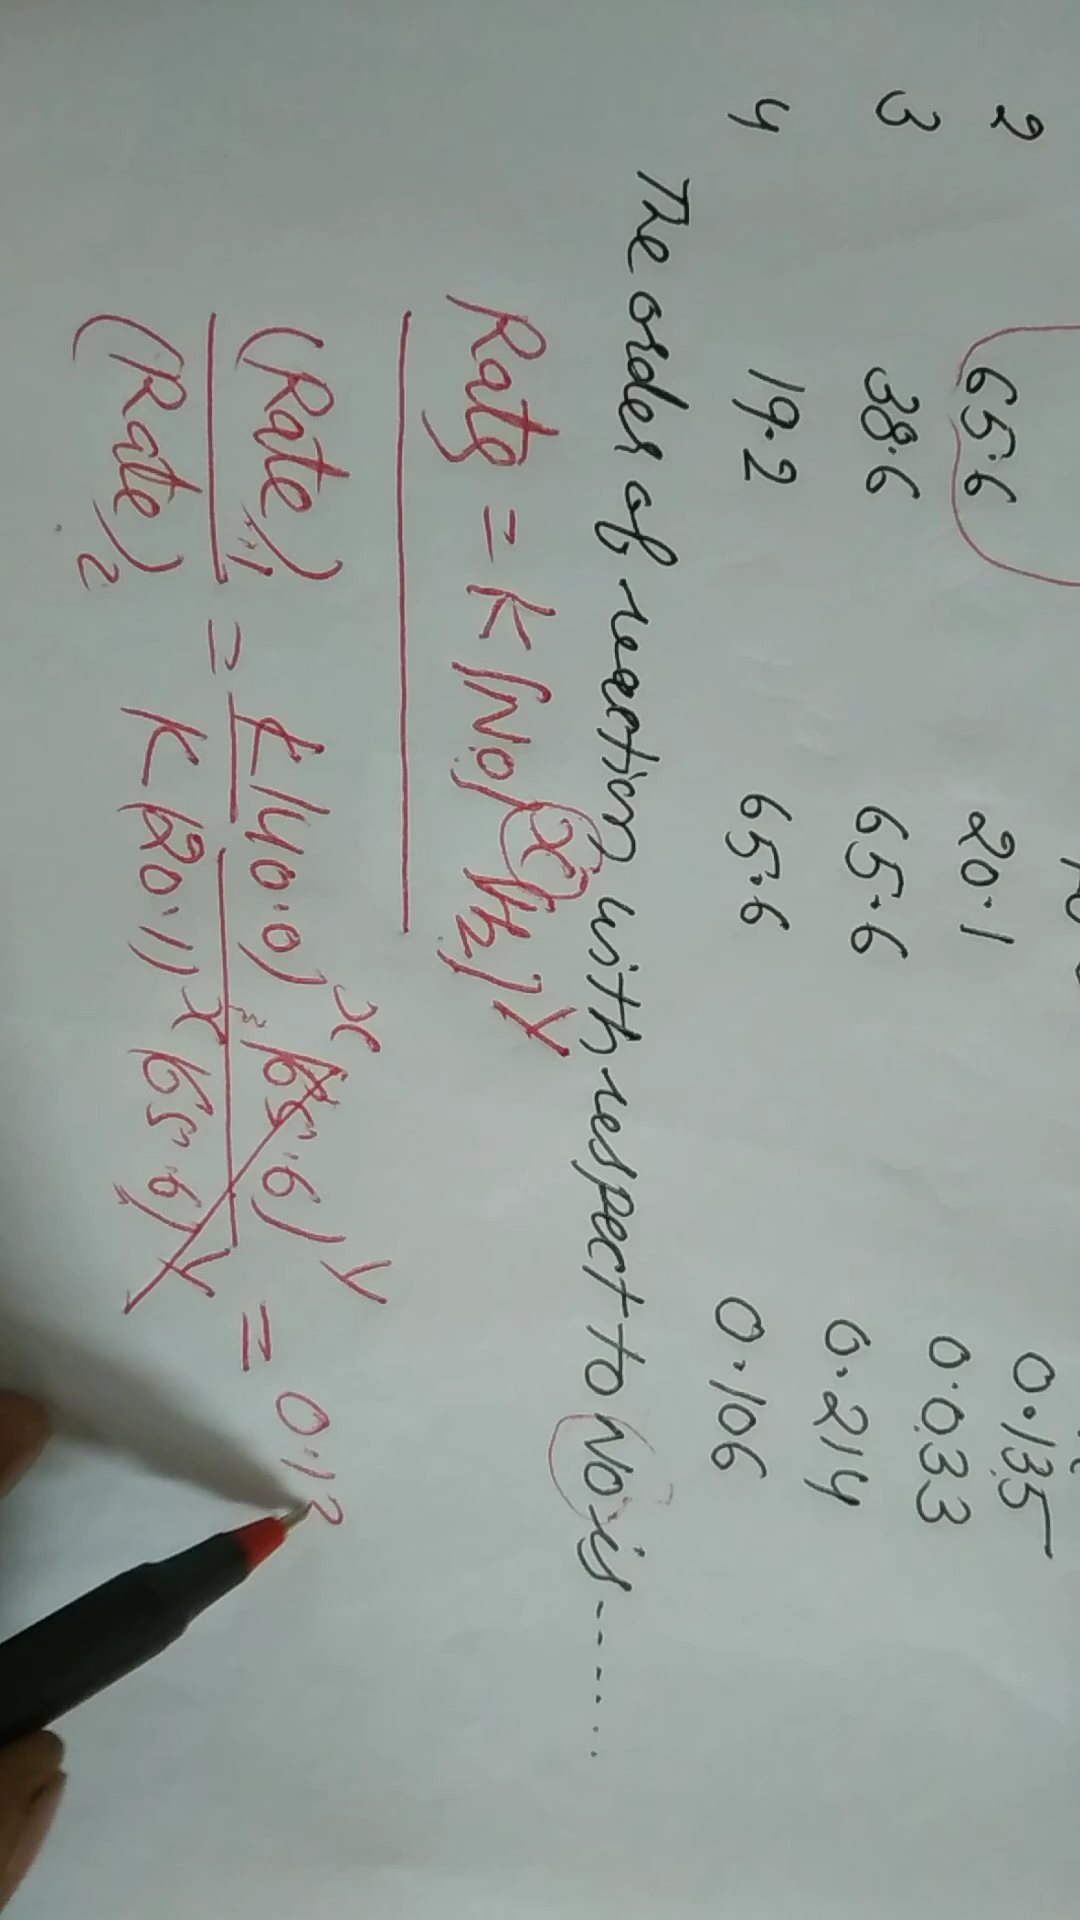 0.135
2 65.6 20.1 0.033
3 38.6 65.6 0.214
4 19.2 65.6 0.106
The order of reaction with respect to NO is-----.....
Rate = K [NO]x [H2]Y
(Rate)1 = K (40.0)x (65.6)Y = 0.13
(Rate)2 K (20.1)x (65.6)Y